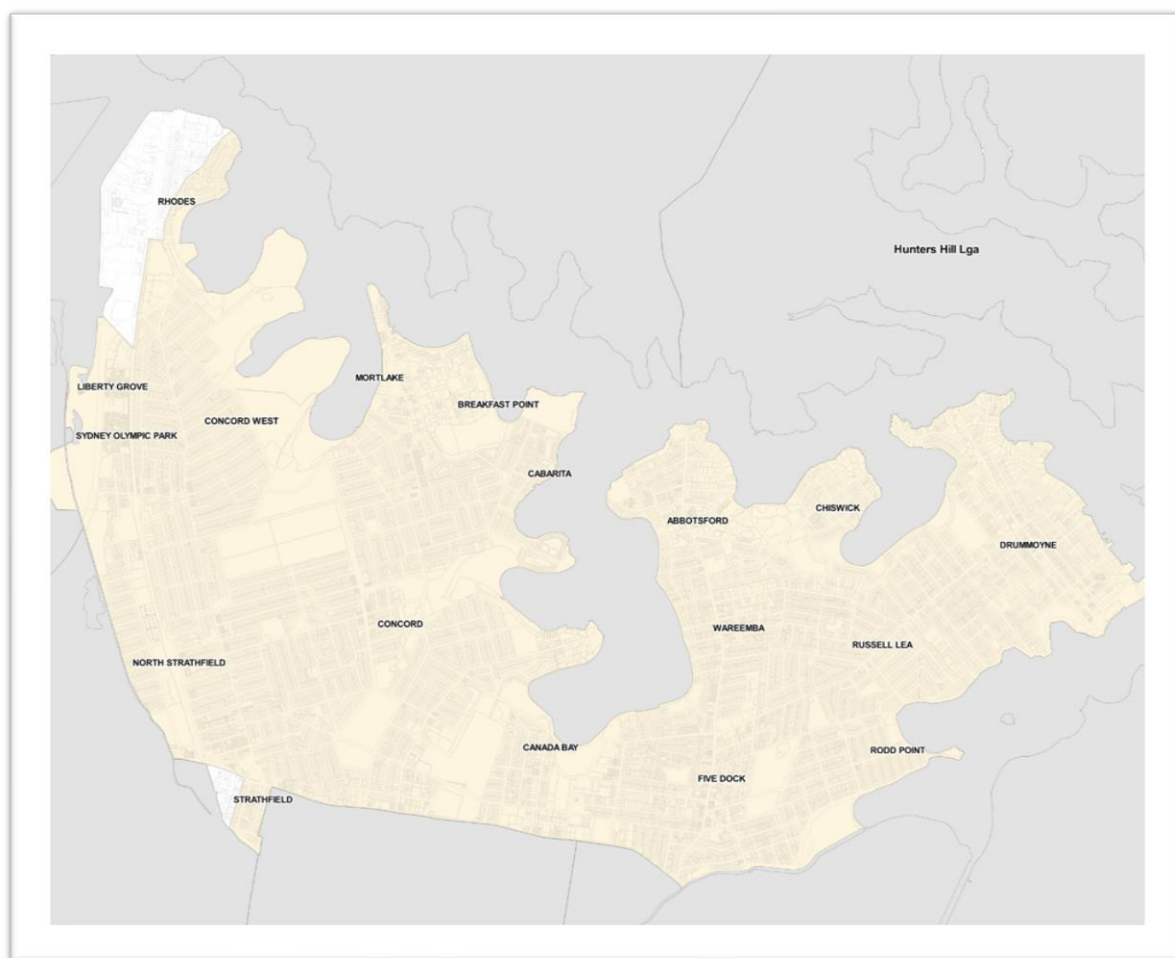 RHODES
Hunters Hill Lga
MORTLAKE
LIBERTY GROVE
BREAKFAST POINT
CONCORD WEST
SYDNEY OLYMPIC PARK
CABARITA
CHISWICK
ABBOTSFORD
DRUMMOYNE
CONCORD
WAREEMBA
RUSSELL LEA
NORTH STRATHFIELD
CANADA BAY
RODD POINT
FIVE DOCK
STRATHFIELD